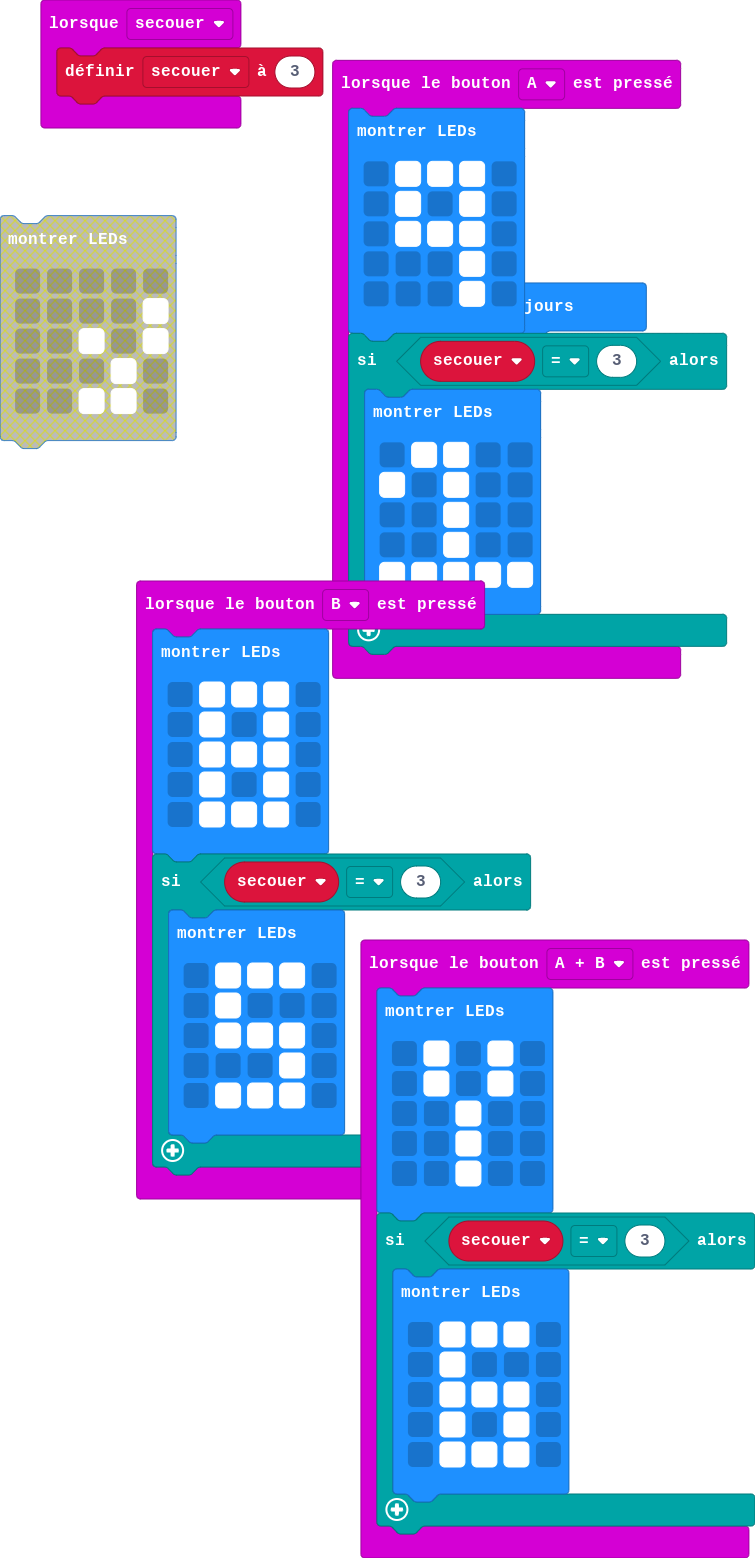 lorsque secouer
définir secouer à 3
lorsque le bouton A est pressé
montrer LEDs
montrer LEDs
jours
si secouer = 3 alors
montrer LEDs
lorsque le bouton B est pressé
montrer LEDs
si secouer = 3 alors
montrer LEDs
lorsque le bouton A + B est pressé
montrer LEDs
si secouer = 3 alors
montrer LEDs